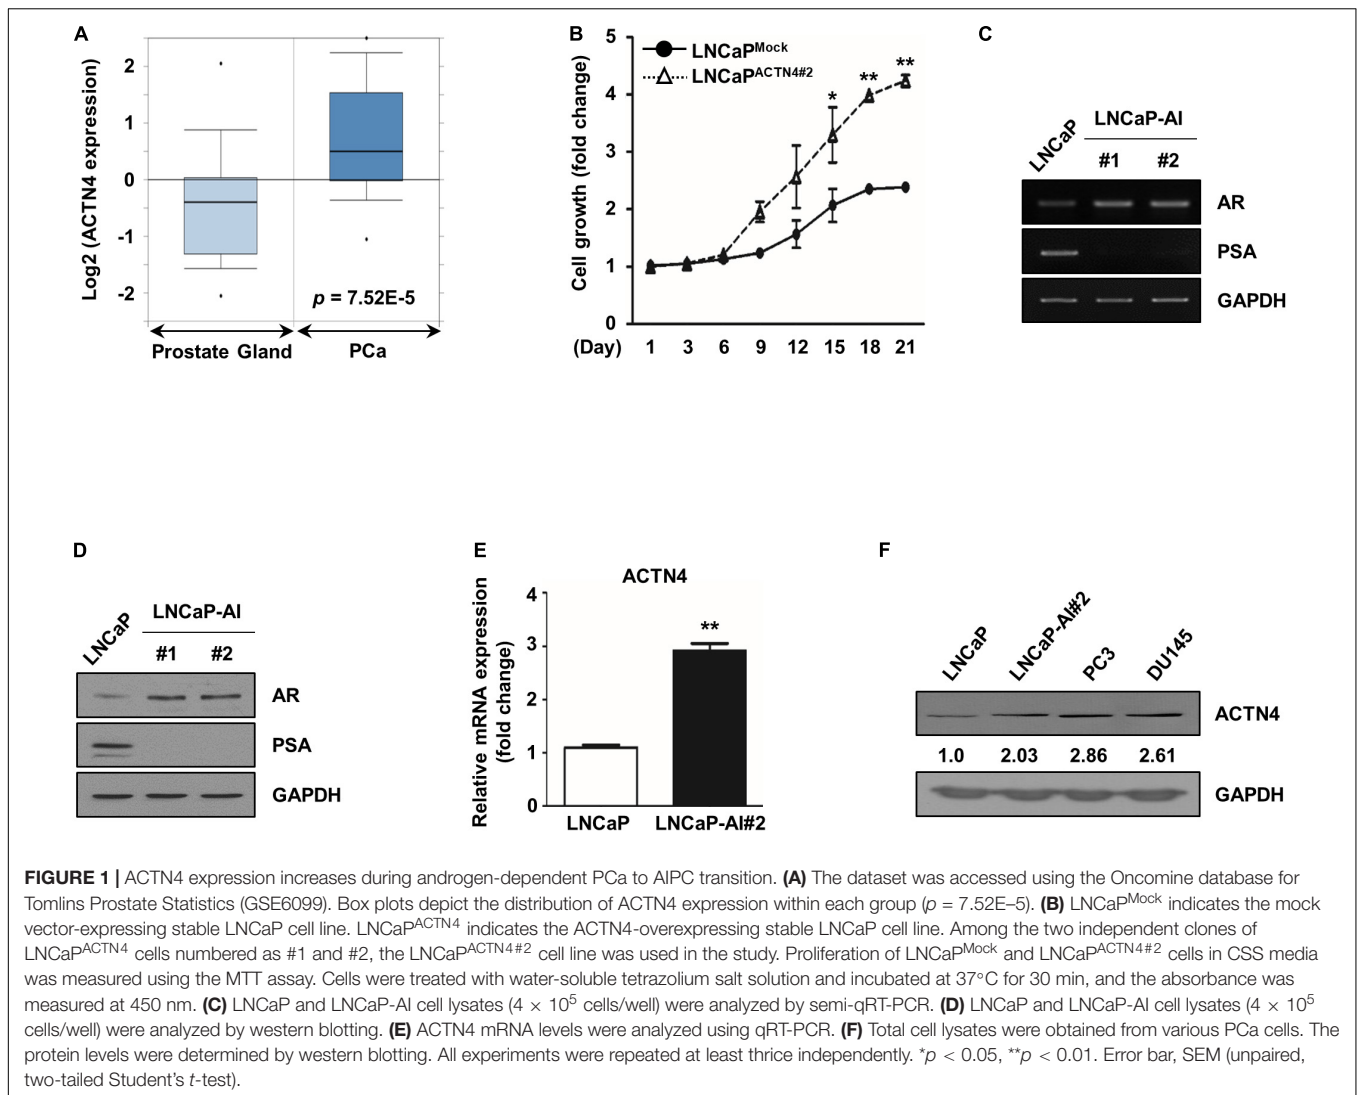 A
Log2 (ACTN4 expression)
2
1
0
-1
-2
p = 7.52E-5
Prostate Gland
PCa
B
Cell growth (fold change)
5
4
3
2
1
0
LNCaPMock
LNCaPACTN4#2
*
**
**
(Day) 1 3 6 9 12 15 18 21
C
LNCaP
LNCaP-AI
#1 #2
AR
PSA
GAPDH
D
LNCaP
LNCaP-AI
#1 #2
AR
PSA
GAPDH
E
ACTN4
Relative mRNA expression
(fold change)
4
3
2
1
0
**
LNCaP LNCaP-AI#2
F
LNCaP
LNCaP-AI#2
PC3
DU145
ACTN4
1.0 2.03 2.86 2.61
GAPDH
FIGURE 1 | ACTN4 expression increases during androgen-dependent PCa to AIPC transition. (A) The dataset was accessed using the Oncomine database for
Tomlins Prostate Statistics (GSE6099). Box plots depict the distribution of ACTN4 expression within each group (p = 7.52E–5). (B) LNCaPMock indicates the mock
vector-expressing stable LNCaP cell line. LNCaPACTN4 indicates the ACTN4-overexpressing stable LNCaP cell line. Among the two independent clones of
LNCaPACTN4 cells numbered as #1 and #2, the LNCaPACTN4#2 cell line was used in the study. Proliferation of LNCaPMock and LNCaPACTN4#2 cells in CSS media
was measured using the MTT assay. Cells were treated with water-soluble tetrazolium salt solution and incubated at 37°C for 30 min, and the absorbance was
measured at 450 nm. (C) LNCaP and LNCaP-AI cell lysates (4 × 10⁵ cells/well) were analyzed by semi-qRT-PCR. (D) LNCaP and LNCaP-AI cell lysates (4 × 10⁵
cells/well) were analyzed by western blotting. (E) ACTN4 mRNA levels were analyzed using qRT-PCR. (F) Total cell lysates were obtained from various PCa cells. The
protein levels were determined by western blotting. All experiments were repeated at least thrice independently. *p < 0.05, **p < 0.01. Error bar, SEM (unpaired,
two-tailed Student's t-test).